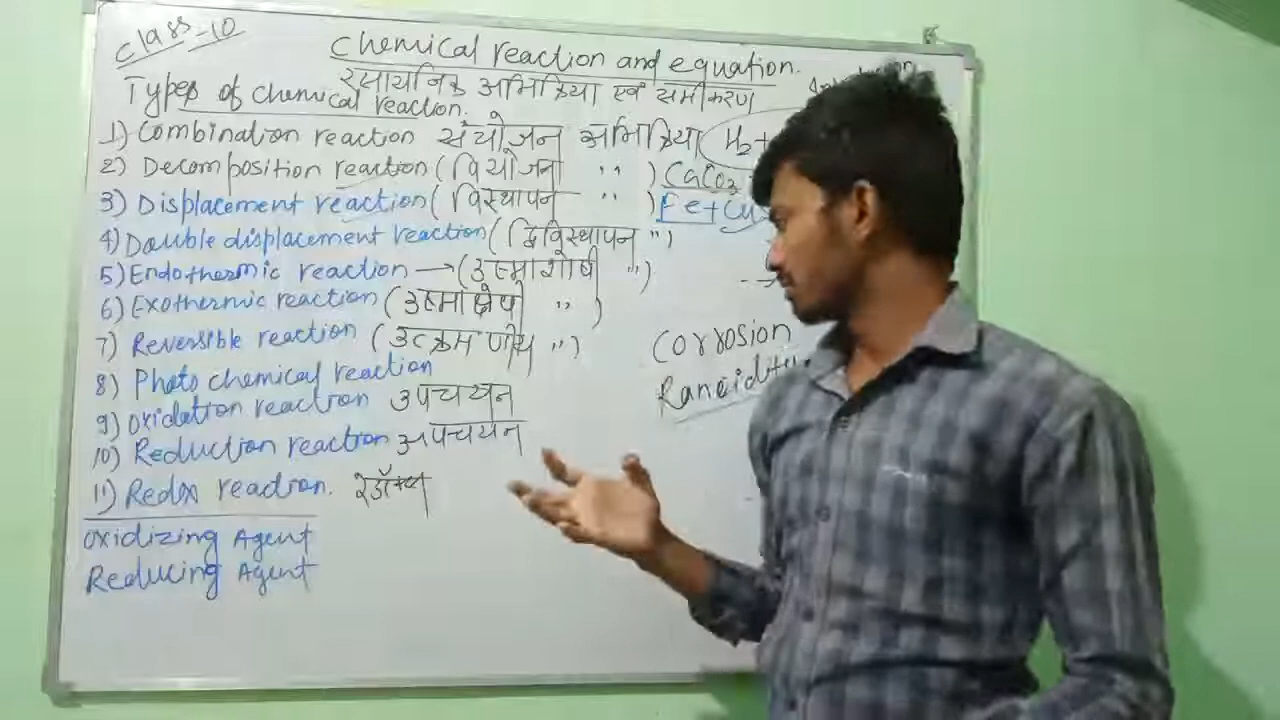 Class-10
Chemical reaction and equation.
रसायनिक अभिक्रिया एवं समीकरण
Types of chemical reaction.
1) Combination reaction संयोजन अभिक्रिया H₂+
2) Decomposition reaction (वियोजन " ) CaCO₃
3) Displacement reaction (विस्थापन " ) Fe+Cu
4) Double displacement reaction (द्विविस्थापन ")
5) Endothermic reaction → (उष्माशोषी ")
6) Exothermic reaction (उष्माक्षेपी ")
7) Reversible reaction (उत्क्रमणीय ")
8) Photo chemical reaction
9) Oxidation reaction उपचयन
10) Reduction reaction अपचयन
11) Redox reaction. रेडॉक्स
Oxidizing Agent
Reducing Agent
Corrosion
Rancidity